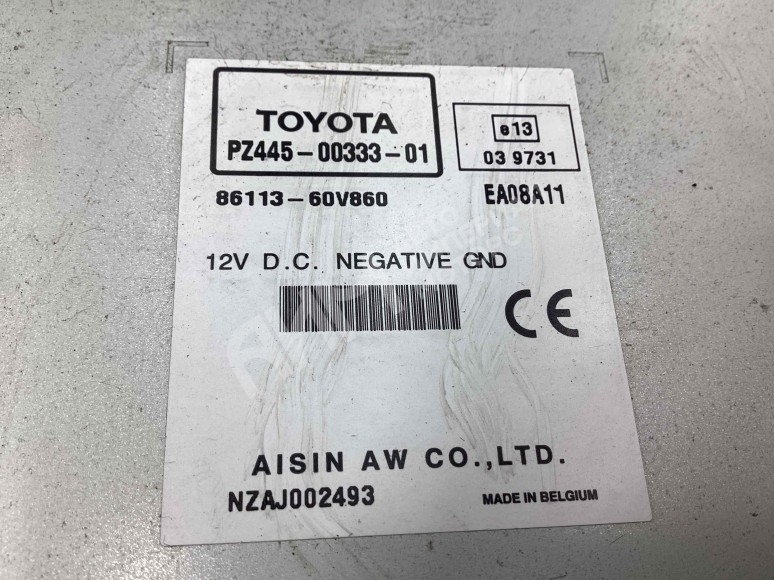 TOYOTA
PZ445-00333-01
e13
03 9731
86113-60V860
EA08A11
12V D.C. NEGATIVE GND
CE
AISIN AW CO.,LTD.
NZAJ002493
MADE IN BELGIUM